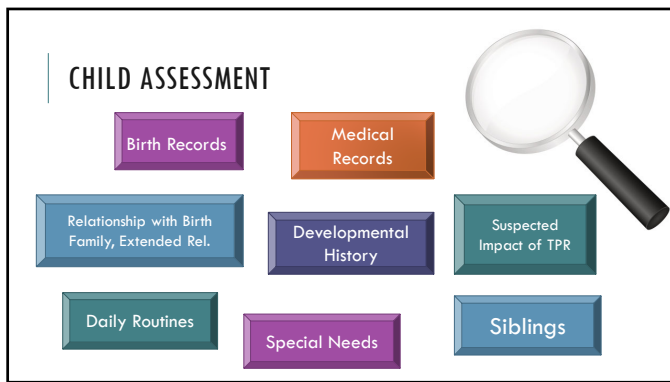 CHILD ASSESSMENT
Birth Records
Medical
Records
Relationship with Birth
Family, Extended Rel.
Developmental
History
Suspected
Impact of TPR
Daily Routines
Special Needs
Siblings